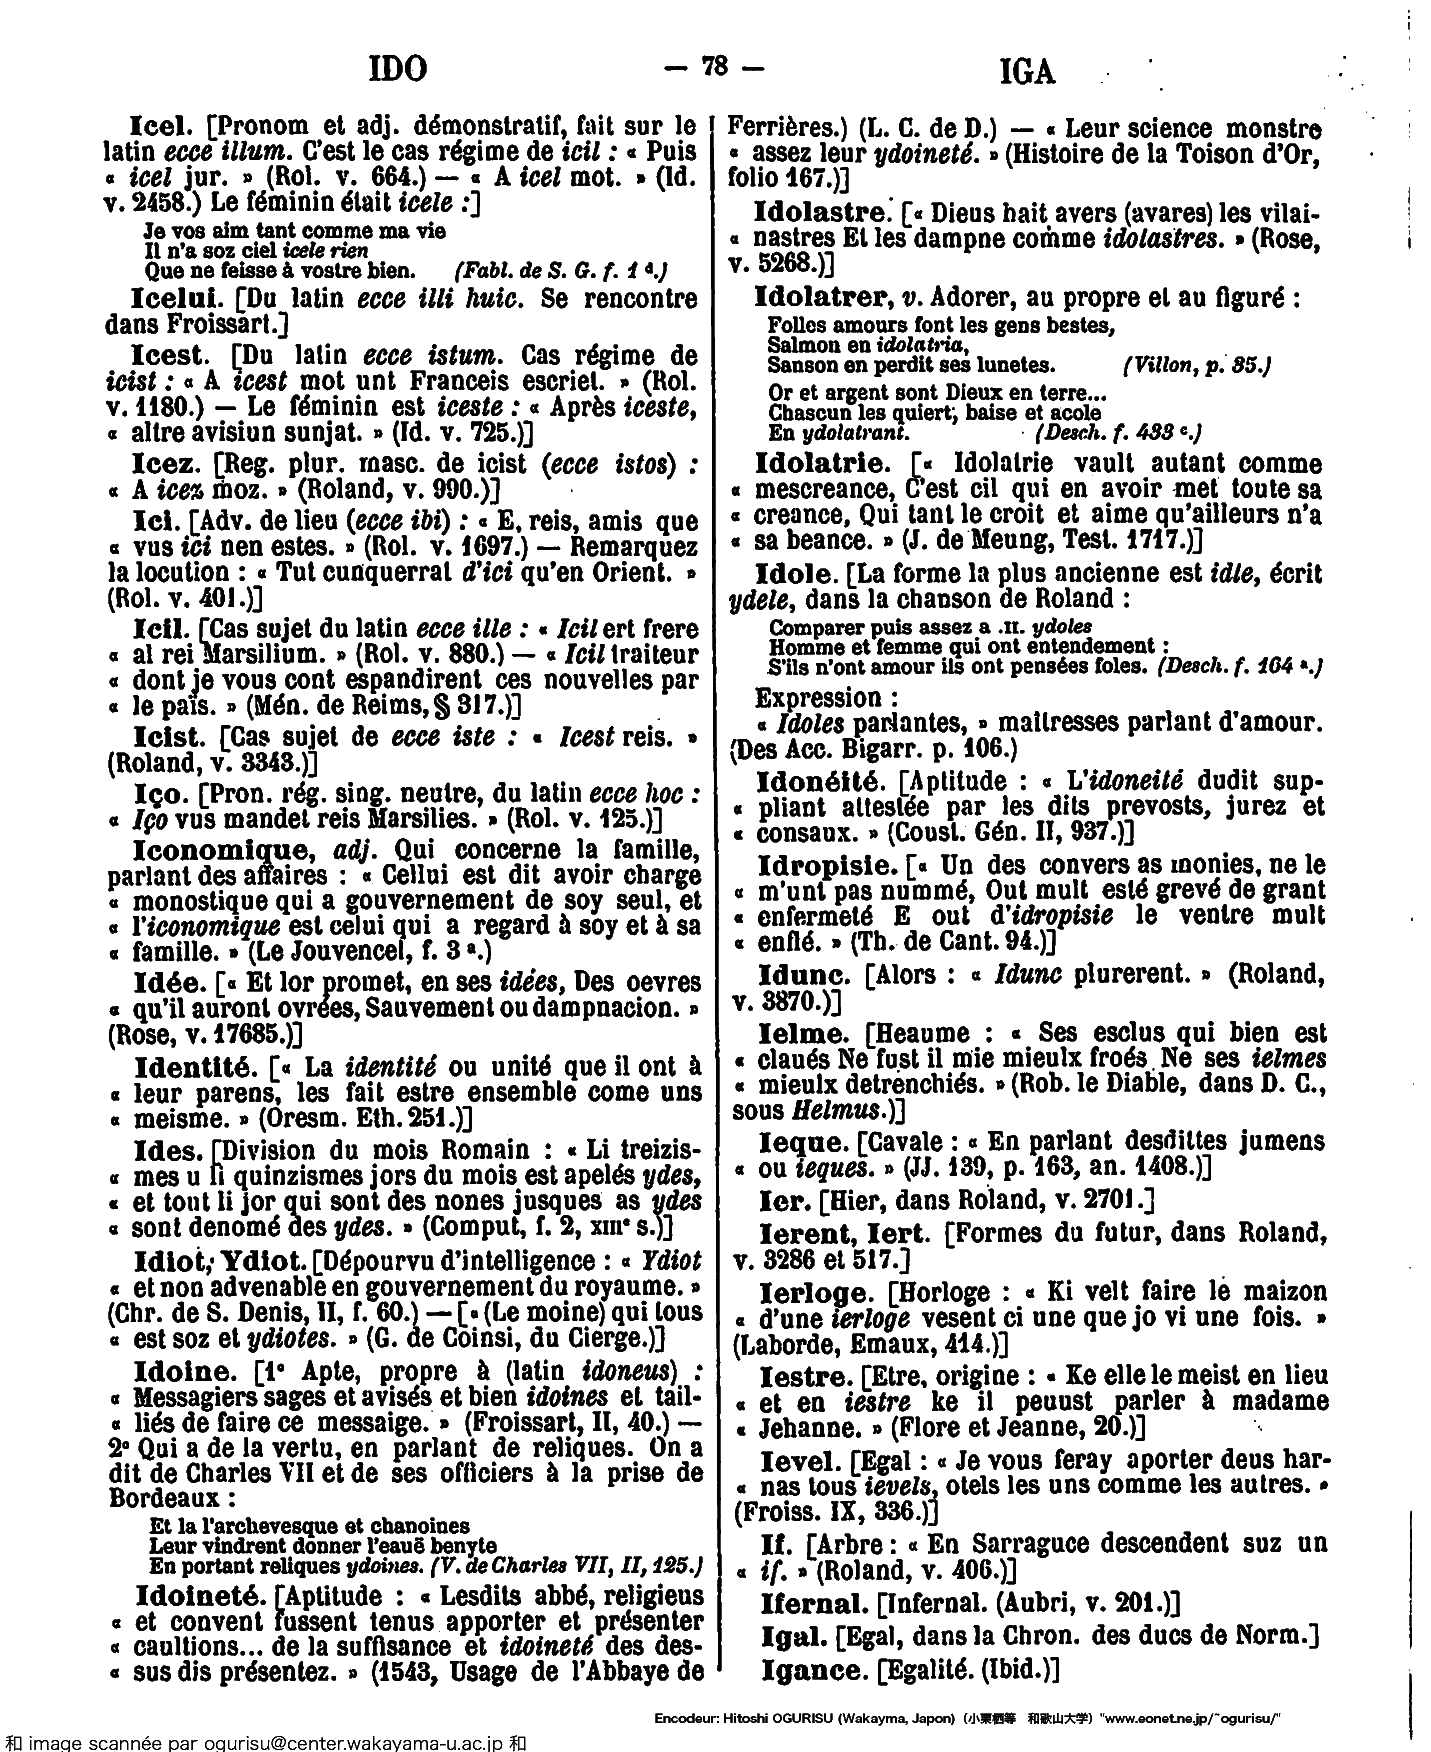 IDO — 78 — IGA
Icel. [Pronom et adj. démonstratif, fait sur le
latin ecce illum. C'est le cas régime de icil : « Puis
« icel jur. » (Rol. v. 664.) — « A icel mot. » (Id.
v. 2458.) Le féminin était icele :]
Je vos aim tant comme ma vie
Il n'a soz ciel icele rien
Que ne feisse à vostre bien. (Fabl. de S. G. f. 1 d.)
Icelui. [Du latin ecce illi huic. Se rencontre
dans Froissart.]
Icest. [Du latin ecce istum. Cas régime de
icist : « A icest mot unt Franceis escriet. » (Rol.
v. 1180.) — Le féminin est iceste : « Après iceste,
« altre avisiun sunjat. » (Id. v. 725.)]
Icez. [Reg. plur. masc. de icist (ecce istos) :
« A icez moz. » (Roland, v. 990.)]
Ici. [Adv. de lieu (ecce ibi) : « E, reis, amis que
« vus ici nen estes. » (Rol. v. 1697.) — Remarquez
la locution : « Tut cunquerrat d'ici qu'en Orient. »
(Rol. v. 401.)]
Icil. [Cas sujet du latin ecce ille : « Icil ert frere
« al rei Marsilium. » (Rol. v. 880.) — « Icil traiteur
« dont je vous cont espandirent ces nouvelles par
« le païs. » (Mén. de Reims, § 317.)]
Icist. [Cas sujet de ecce iste : « Icest reis. »
(Roland, v. 3343.)]
Iço. [Pron. rég. sing. neutre, du latin ecce hoc :
« Iço vus mandet reis Marsilies. » (Rol. v. 125.)]
Iconomique, adj. Qui concerne la famille,
parlant des affaires : « Cellui est dit avoir charge
« monostique qui a gouvernement de soy seul, et
« l'iconomique est celui qui a regard à soy et à sa
« famille. » (Le Jouvencel, f. 3 a.)
Idée. [« Et lor promet, en ses idées, Des oevres
« qu'il auront ovrées, Sauvement ou dampnacion. »
(Rose, v. 17685.)]
Identité. [« La identité ou unité que il ont à
« leur parens, les fait estre ensemble come uns
« meisme. » (Oresm. Eth. 251.)]
Ides. [Division du mois Romain : « Li treizis-
« mes u li quinzismes jors du mois est apelés ydes,
« et tout li jor qui sont des nones jusques as ydes
« sont denomé des ydes. » (Comput, f. 2, XIIIe s.)]
Idiot, Ydiot. [Dépourvu d'intelligence : « Ydiot
« et non advenable en gouvernement du royaume. »
(Chr. de S. Denis, II, f. 60.) — [« (Le moine) qui tous
« est soz et ydiotes. » (G. de Coinsi, du Cierge.)]
Idoine. [1° Apte, propre à (latin idoneus) :
« Messagiers sages et avisés et bien idoines et tail-
« liés de faire ce messaige. » (Froissart, II, 40.) —
2° Qui a de la vertu, en parlant de reliques. On a
dit de Charles VII et de ses officiers à la prise de
Bordeaux :
Et la l'archevesque et chanoines
Leur vindrent donner l'eauë benyte
En portant reliques ydoines. (V. de Charles VII, II, 125.)
Idoineté. [Aptitude : « Lesdits abbé, religieus
« et convent fussent tenus apporter et présenter
« caultions... de la suffisance et idoineté des des-
« sus dis présentez. » (1543, Usage de l'Abbaye de
Ferrières.) (L. C. de D.) — « Leur science monstre
« assez leur ydoineté. » (Histoire de la Toison d'Or,
folio 167.)]
Idolastre. [« Dieus hait avers (avares) les vilai-
« nastres Et les dampne comme idolastres. » (Rose,
v. 5268.)]
Idolatrer, v. Adorer, au propre et au figuré :
Folles amours font les gens bestes,
Salmon en idolatria,
Sanson en perdit ses lunetes. (Villon, p. 35.)
Or et argent sont Dieux en terre...
Chascun les quiert, baise et acole
En ydolatrant. (Desch. f. 433 c.)
Idolatrie. [« Idolatrie vault autant comme
« mescreance, C'est cil qui en avoir met toute sa
« creance, Qui tant le croit et aime qu'ailleurs n'a
« sa beance. » (J. de Meung, Test. 1717.)]
Idole. [La forme la plus ancienne est idle, écrit
ydele, dans la chanson de Roland :
Comparer puis assez a .II. ydoles
Homme et femme qui ont entendement :
S'ils n'ont amour ils ont pensées foles. (Desch. f. 164 a.)
Expression :
« Idoles parlantes, » maîtresses parlant d'amour.
(Des Acc. Bigarr. p. 106.)
Idonéité. [Aptitude : « L'idoneité dudit sup-
« pliant attestée par les dits prevosts, jurez et
« consaux. » (Coust. Gén. II, 937.)]
Idropisie. [« Un des convers as monies, ne le
« m'unt pas nummé, Out mult esté grevé de grant
« enfermeté E out d'idropisie le ventre mult
« enflé. » (Th. de Cant. 94.)]
Idunc. [Alors : « Idunc plurerent. » (Roland,
v. 3870.)]
Ielme. [Heaume : « Ses esclus qui bien est
« claués Ne fust il mie mieulx froés Ne ses ielmes
« mieulx detrenchiés. » (Rob. le Diable, dans D. C.,
sous Helmus.)]
Ieque. [Cavale : « En parlant desdittes jumens
« ou ieques. » (JJ. 139, p. 163, an. 1408.)]
Ier. [Hier, dans Roland, v. 2701.]
Ierent, Iert. [Formes du futur, dans Roland,
v. 3286 et 517.]
Ierloge. [Horloge : « Ki velt faire le maizon
« d'une ierloge vesent ci une que jo vi une fois. »
(Laborde, Emaux, 414.)]
Iestre. [Etre, origine : « Ke elle le meist en lieu
« et en iestre ke il peuust parler à madame
« Jehanne. » (Flore et Jeanne, 20.)]
Ievel. [Egal : « Je vous feray aporter deus har-
« nas tous ievels, otels les uns comme les autres. »
(Froiss. IX, 336.)]
If. [Arbre : « En Sarraguce descendent suz un
« if. » (Roland, v. 406.)]
Ifernal. [Infernal. (Aubri, v. 201.)]
Igal. [Egal, dans la Chron. des ducs de Norm.]
Igance. [Egalité. (Ibid.)]
Encodeur: Hitoshi OGURISU (Wakayma, Japon) (小栗栖等 和歌山大学) "www.eonet.ne.jp/~ogurisu/"
和 image scannée par ogurisu@center.wakayama-u.ac.jp 和